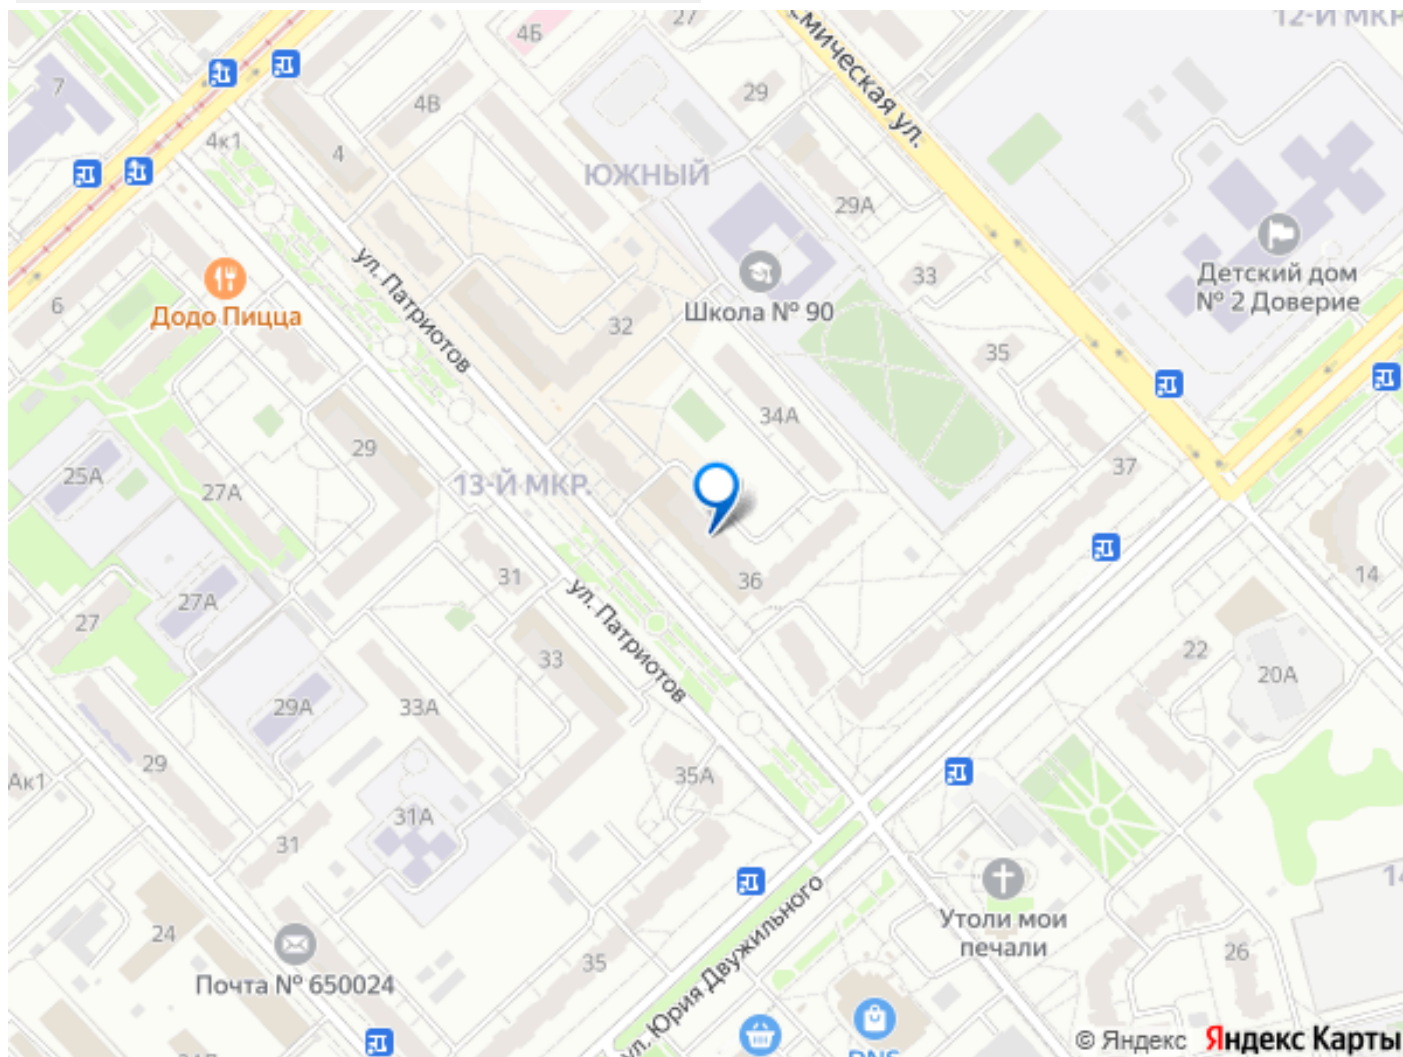 12-Й МКР
27
4Б
смическая ул.
7
29
4В
4к1
4
ЮЖНЫЙ
29А
Детский дом
№ 2 Доверие
33
Школа № 90
ул. Патриотов
6
Додо Пицца
32
35
34А
29
37
25А
27А
13-Й МКР.
36
14
31
27А
27
ул. Патриотов
33
22
20А
29А
33А
29
35А
Ак1
31А
31
Утоли мои
печали
14
24
Почта № 650024
35
26
ул. Юрия Двужильного
DNS
© Яндекс Яндекс Карты